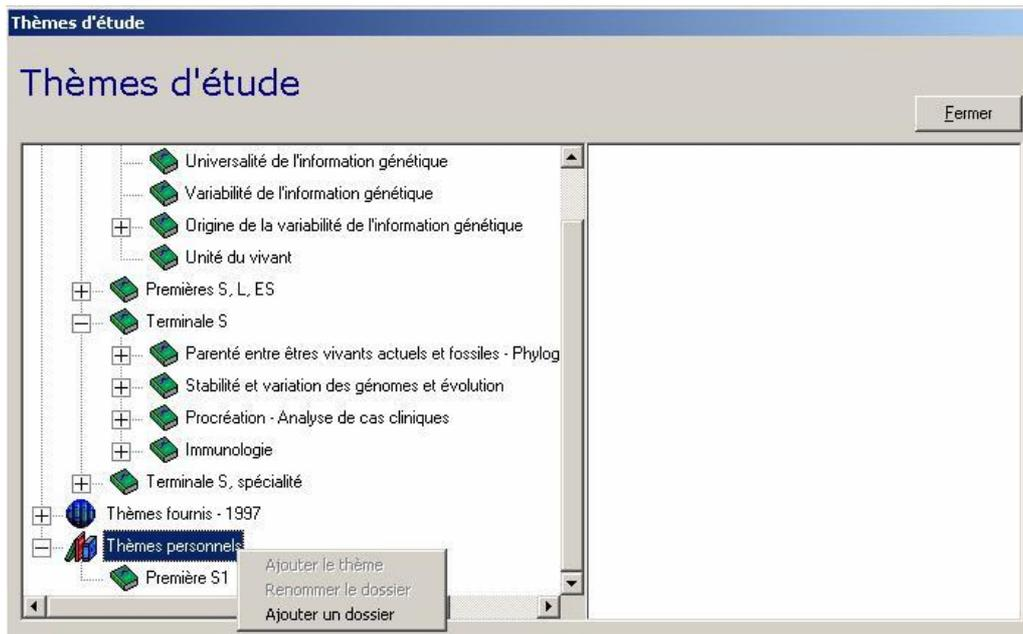 Thèmes d'étude
Thèmes d'étude
Fermer
Universalité de l'information génétique
Variabilité de l'information génétique
Origine de la variabilité de l'information génétique
Unité du vivant
Premières S, L, ES
Terminale S
Parenté entre êtres vivants actuels et fossiles - Phylog
Stabilité et variation des génomes et évolution
Procréation - Analyse de cas cliniques
Immunologie
Terminale S, spécialité
Thèmes fournis - 1997
Thèmes personnels
Première S1
Ajouter le thème
Renommer le dossier
Ajouter un dossier